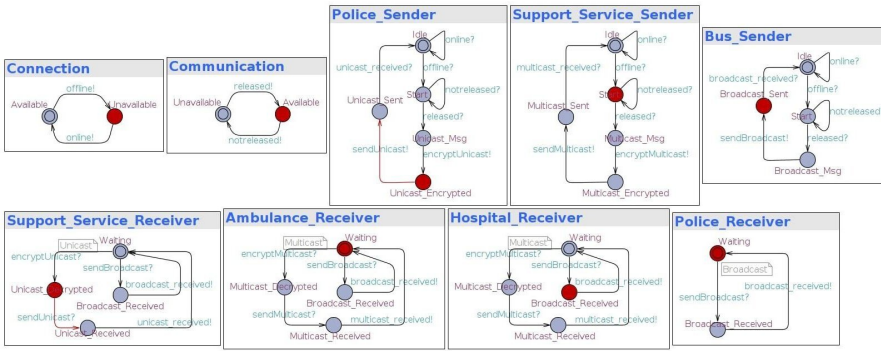 Connection
Available
offline!
Unavailable
online!
Communication
Unavailable
released!
Available
notreleased!
Police_Sender
Idle
online?
unicast_received?
offline?
Start
notreleased?
Unicast_Sent
released?
Unicast_Msg
sendUnicast!
encryptUnicast!
Unicast_Encrypted
Support_Service_Sender
Idle
online?
multicast_received?
offline?
Start
notreleased?
Multicast_Sent
released?
Multicast_Msg
sendMulticast!
encryptMulticast!
Multicast_Encrypted
Bus_Sender
Idle
online?
broadcast_received?
offline?
Broadcast_Sent
Start
notreleased?
sendBroadcast!
released?
Broadcast_Msg
Support_Service_Receiver
Waiting
Unicast
encryptUnicast?
sendBroadcast?
Unicast_Encrypted
broadcast_received!
Broadcast_Received
sendUnicast?
unicast_received!
Unicast_Received
Ambulance_Receiver
Waiting
Multicast
encryptMulticast?
sendBroadcast?
Multicast_Decrypted
broadcast_received!
Broadcast_Received
sendMulticast?
multicast_received!
Multicast_Received
Hospital_Receiver
Waiting
Multicast
encryptMulticast?
sendBroadcast?
Multicast_Decrypted
broadcast_received!
Broadcast_Received
sendMulticast?
multicast_received!
Multicast_Received
Police_Receiver
Waiting
Broadcast
broadcast_received!
sendBroadcast?
Broadcast_Received